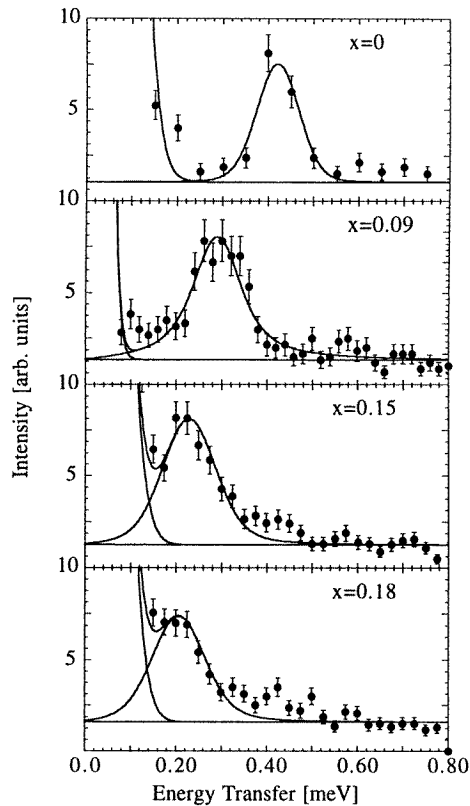 10
5
x=0
10
5
x=0.09
10
5
x=0.15
10
5
x=0.18
0.0
0.20
0.40
0.60
0.80
Intensity [arb. units]
Energy Transfer [meV]